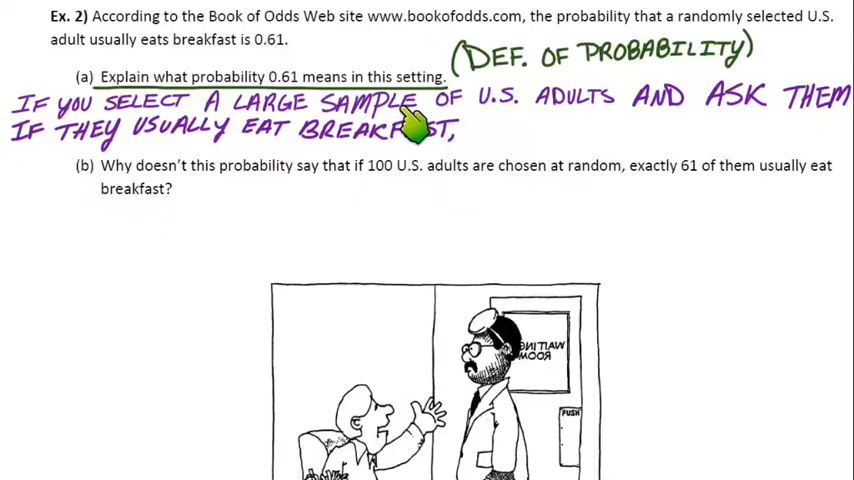 Ex. 2) According to the Book of Odds Web site www.bookofodds.com, the probability that a randomly selected U.S.
adult usually eats breakfast is 0.61.
(DEF. OF PROBABILITY)
(a) Explain what probability 0.61 means in this setting.
IF YOU SELECT A LARGE SAMPLE OF U.S. ADULTS AND ASK THEM
IF THEY USUALLY EAT BREAKFAST,
(b) Why doesn't this probability say that if 100 U.S. adults are chosen at random, exactly 61 of them usually eat
breakfast?
WAITING
ROOM
PUSH